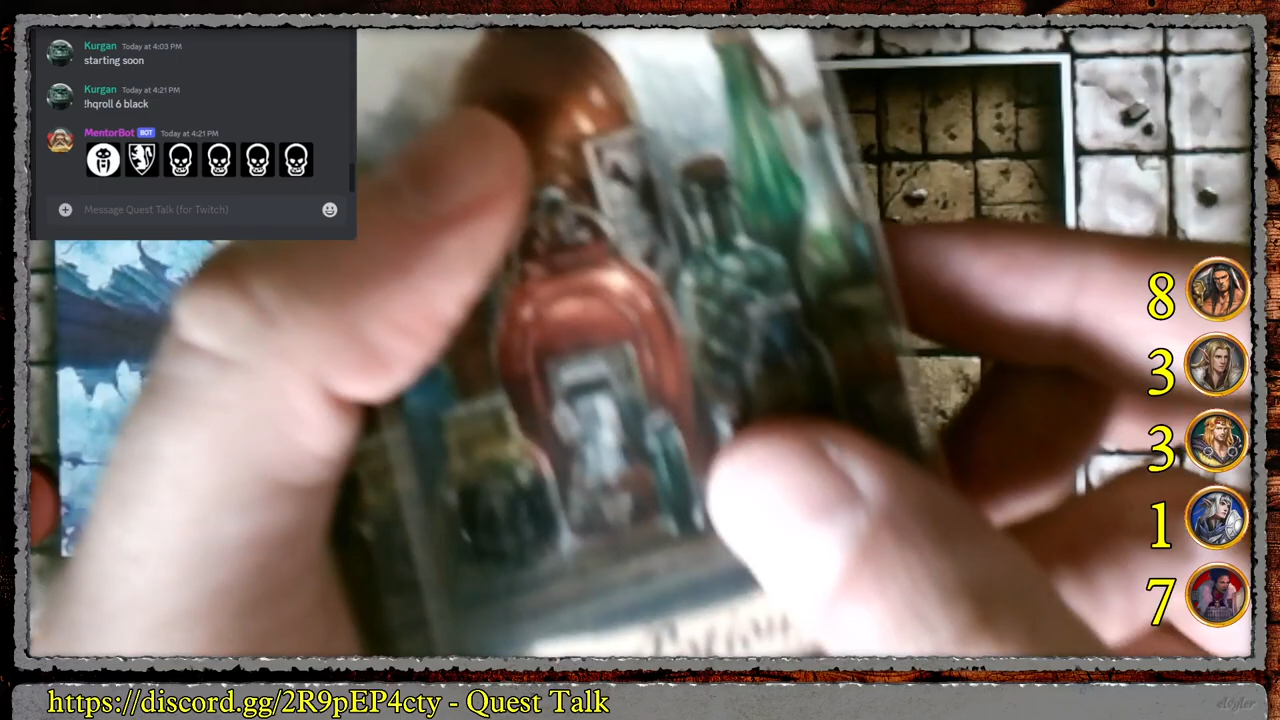 Kurgan Today at 4:03 PM
starting soon
Kurgan Today at 4:21 PM
!hqroll 6 black
MentorBot BOT Today at 4:21 PM
Message Quest Talk (for Twitch)
8
3
3
1
7
https://discord.gg/2R9pEP4cty - Quest Talk